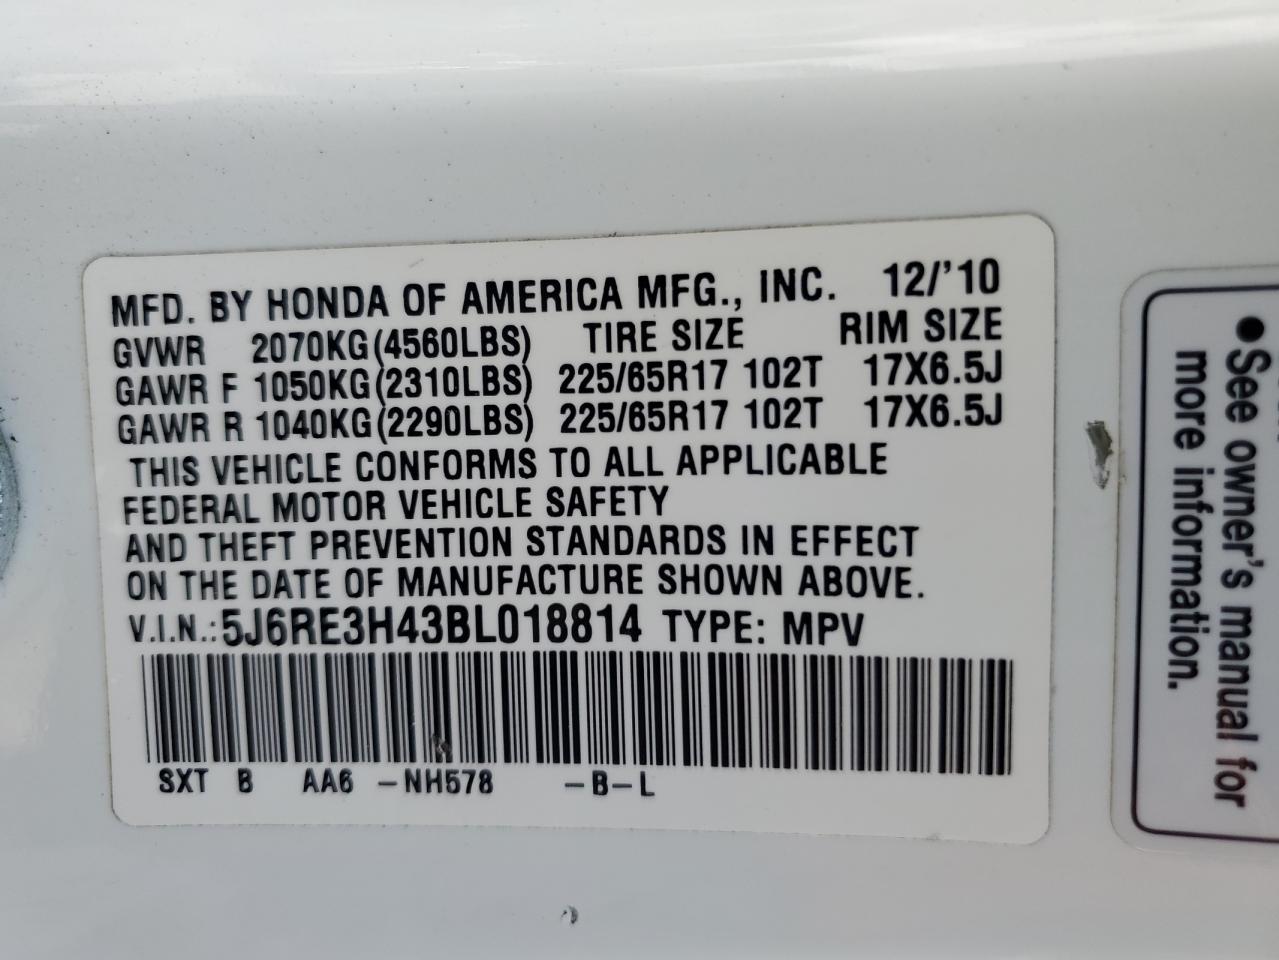 MFD. BY HONDA OF AMERICA MFG., INC. 12/'10
GVWR 2070KG(4560LBS) TIRE SIZE RIM SIZE
GAWR F 1050KG(2310LBS) 225/65R17 102T 17X6.5J
GAWR R 1040KG(2290LBS) 225/65R17 102T 17X6.5J
THIS VEHICLE CONFORMS TO ALL APPLICABLE
FEDERAL MOTOR VEHICLE SAFETY
AND THEFT PREVENTION STANDARDS IN EFFECT
ON THE DATE OF MANUFACTURE SHOWN ABOVE.
V.I.N.:5J6RE3H43BL018814 TYPE: MPV
SXT B AA6 -NH578 -B-L
●See owner's manual for
more information.